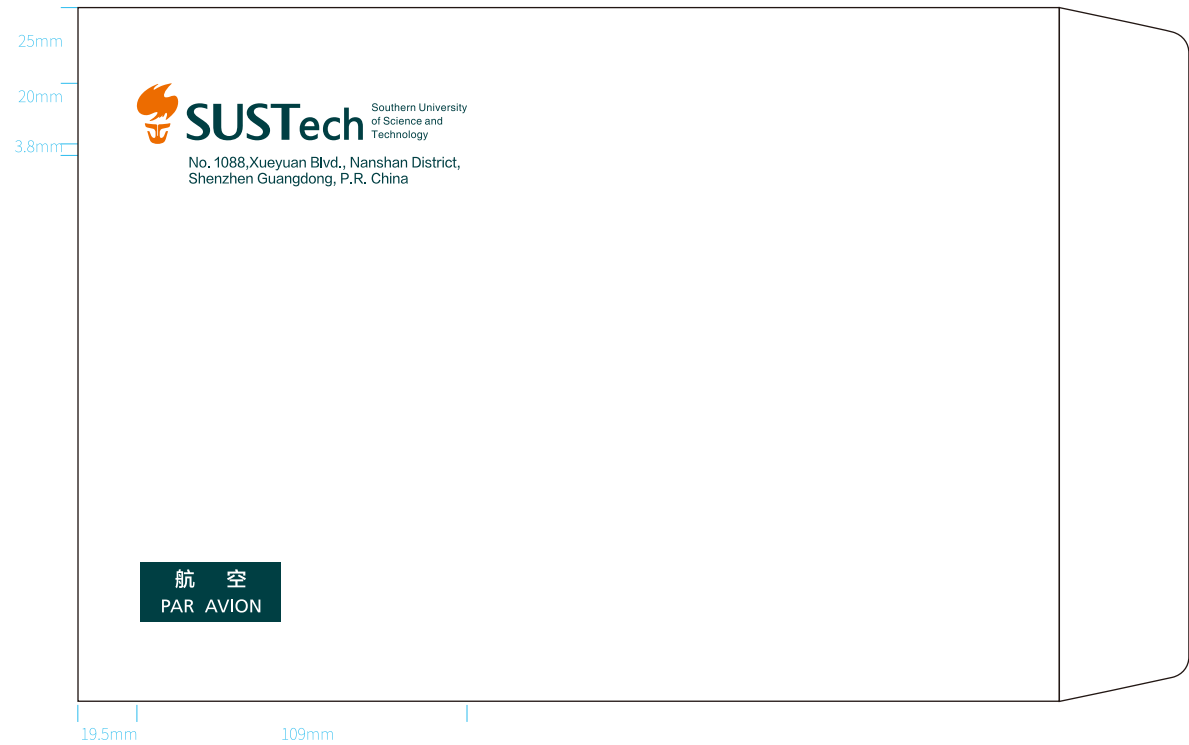 25mm
20mm
3.8mm
SUSTech
Southern University
of Science and
Technology
No. 1088,Xueyuan Blvd., Nanshan District,
Shenzhen Guangdong, P.R. China
航 空
PAR AVION
19.5mm
109mm